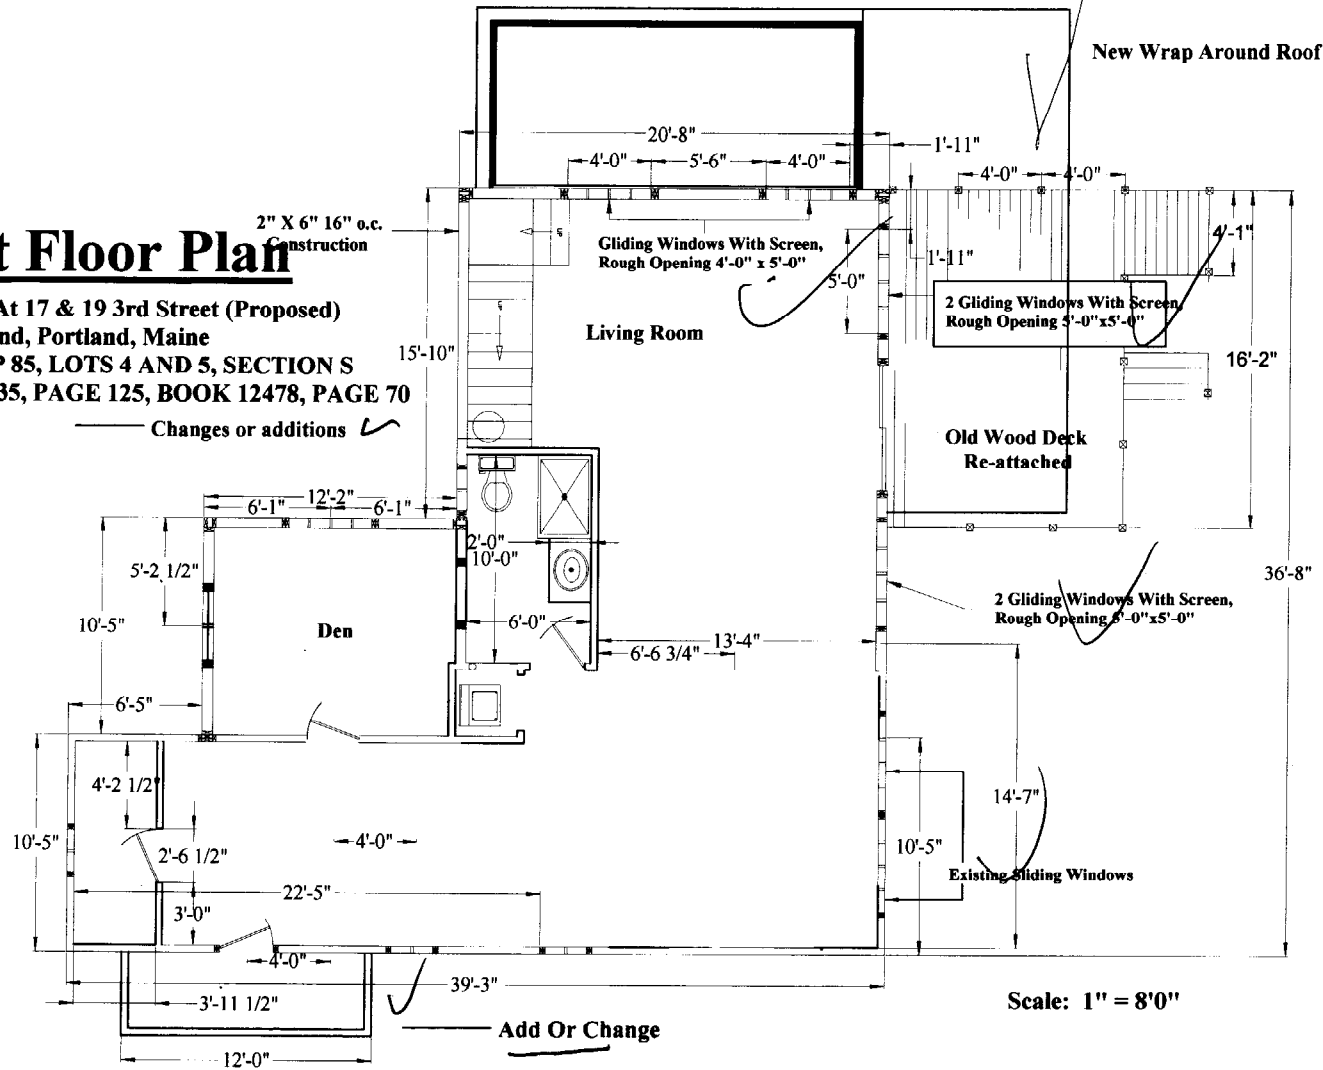 New Wrap Around Roof
20'-8"
1'-11"
4'-0" 5'-6" 4'-0"
4'-0" 4'-0"
2" X 6" 16" o.c.
Construction
Gliding Windows With Screen,
Rough Opening 4'-0" x 5'-0"
4'-1"
1'-11"
5'-0"
t Floor Plan
At 17 & 19 3rd Street (Proposed)
nd, Portland, Maine
P 85, LOTS 4 AND 5, SECTION S
35, PAGE 125, BOOK 12478, PAGE 70
Changes or additions
2 Gliding Windows With Screen,
Rough Opening 5'-0"x5'-0"
Living Room
15'-10"
16'-2"
Old Wood Deck
Re-attached
12'-2"
6'-1" 6'-1"
2'-0"
10'-0"
5'-2 1/2"
36'-8"
2 Gliding Windows With Screen,
Rough Opening 5'-0"x5'-0"
10'-5"
Den
6'-0"
13'-4"
6'-6 3/4"
6'-5"
4'-2 1/2"
14'-7"
10'-5"
4'-0"
2'-6 1/2"
10'-5"
22'-5"
Existing Sliding Windows
3'-0"
4'-0"
39'-3"
3'-11 1/2"
Scale: 1" = 8'0"
Add Or Change
12'-0"